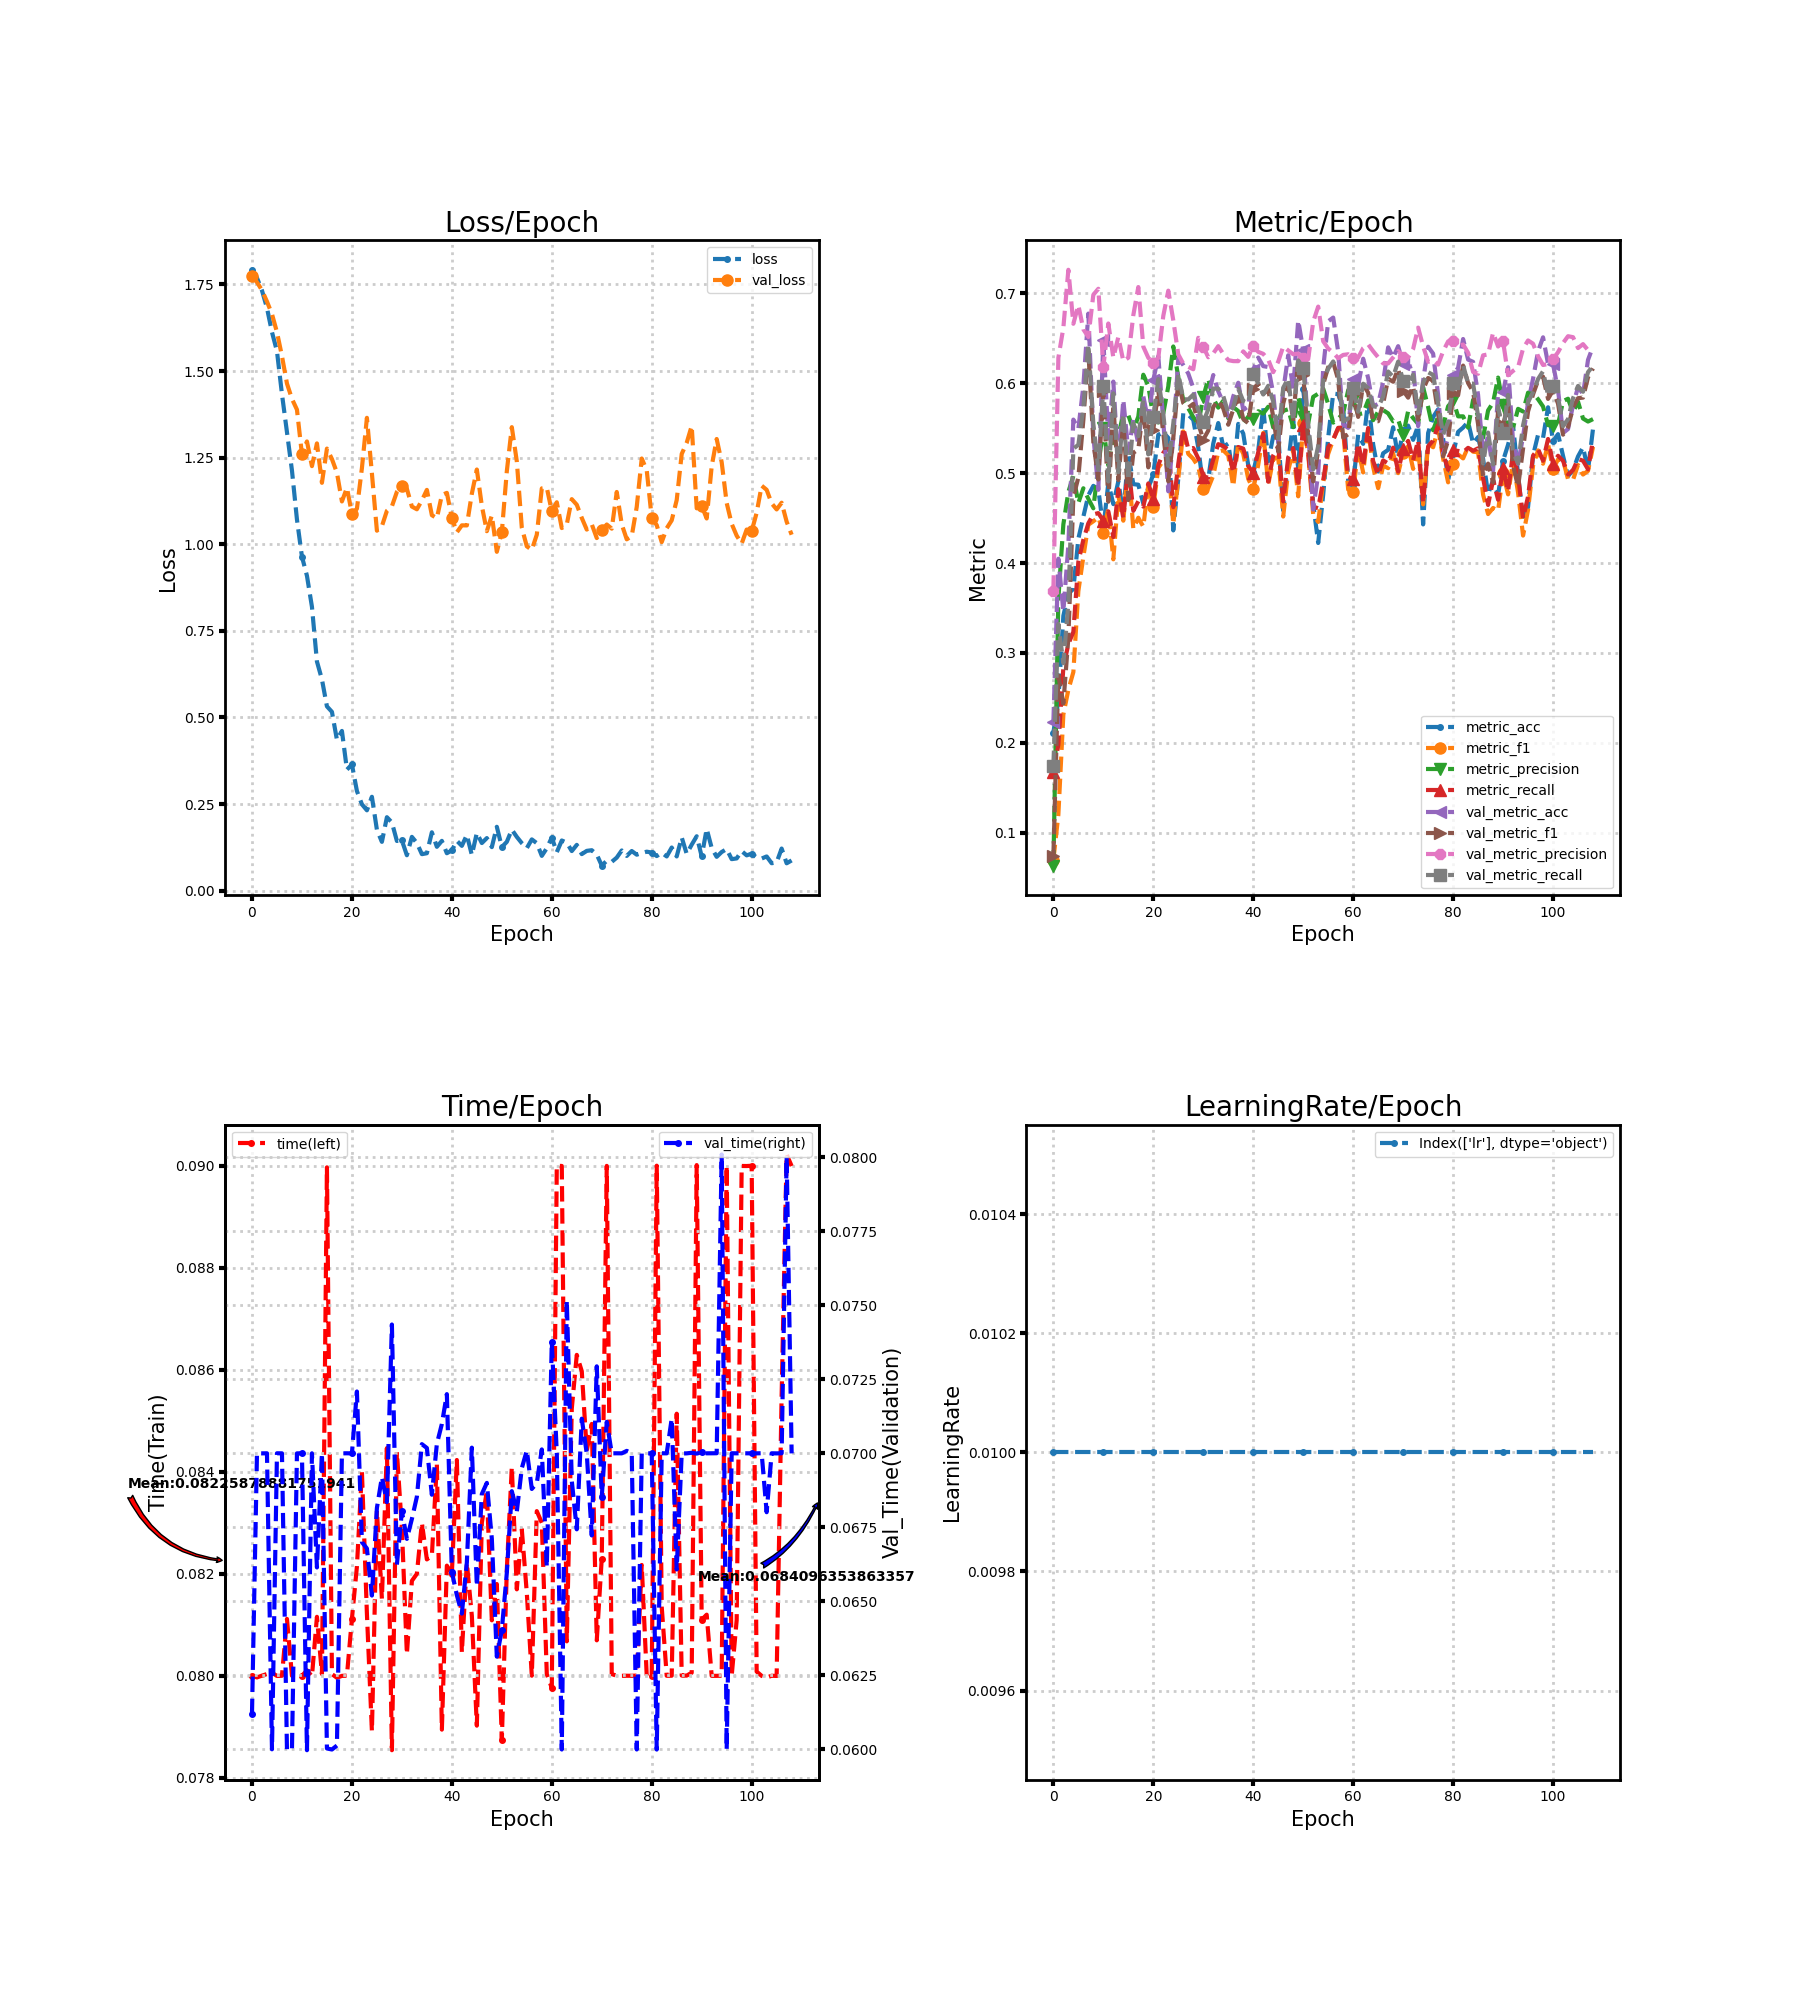 Loss/Epoch
loss
val_loss
1.75
1.50
1.25
1.00
0.75
0.50
0.25
0.00
Loss
0
20
40
60
80
100
Epoch
Metric/Epoch
0.7
0.6
0.5
0.4
0.3
0.2
0.1
Metric
metric_acc
metric_f1
metric_precision
metric_recall
val_metric_acc
val_metric_f1
val_metric_precision
val_metric_recall
0
20
40
60
80
100
Epoch
Time/Epoch
time(left)
val_time(right)
0.090
0.088
0.086
0.084
0.082
0.080
0.078
Time(Train)
0.0800
0.0775
0.0750
0.0725
0.0700
0.0675
0.0650
0.0625
0.0600
Val_Time(Validation)
Mean:0.0684096353863357
0
20
40
60
80
100
Epoch
LearningRate/Epoch
Index(['lr'], dtype='object')
0.0104
0.0102
0.0100
0.0098
0.0096
LearningRate
0
20
40
60
80
100
Epoch